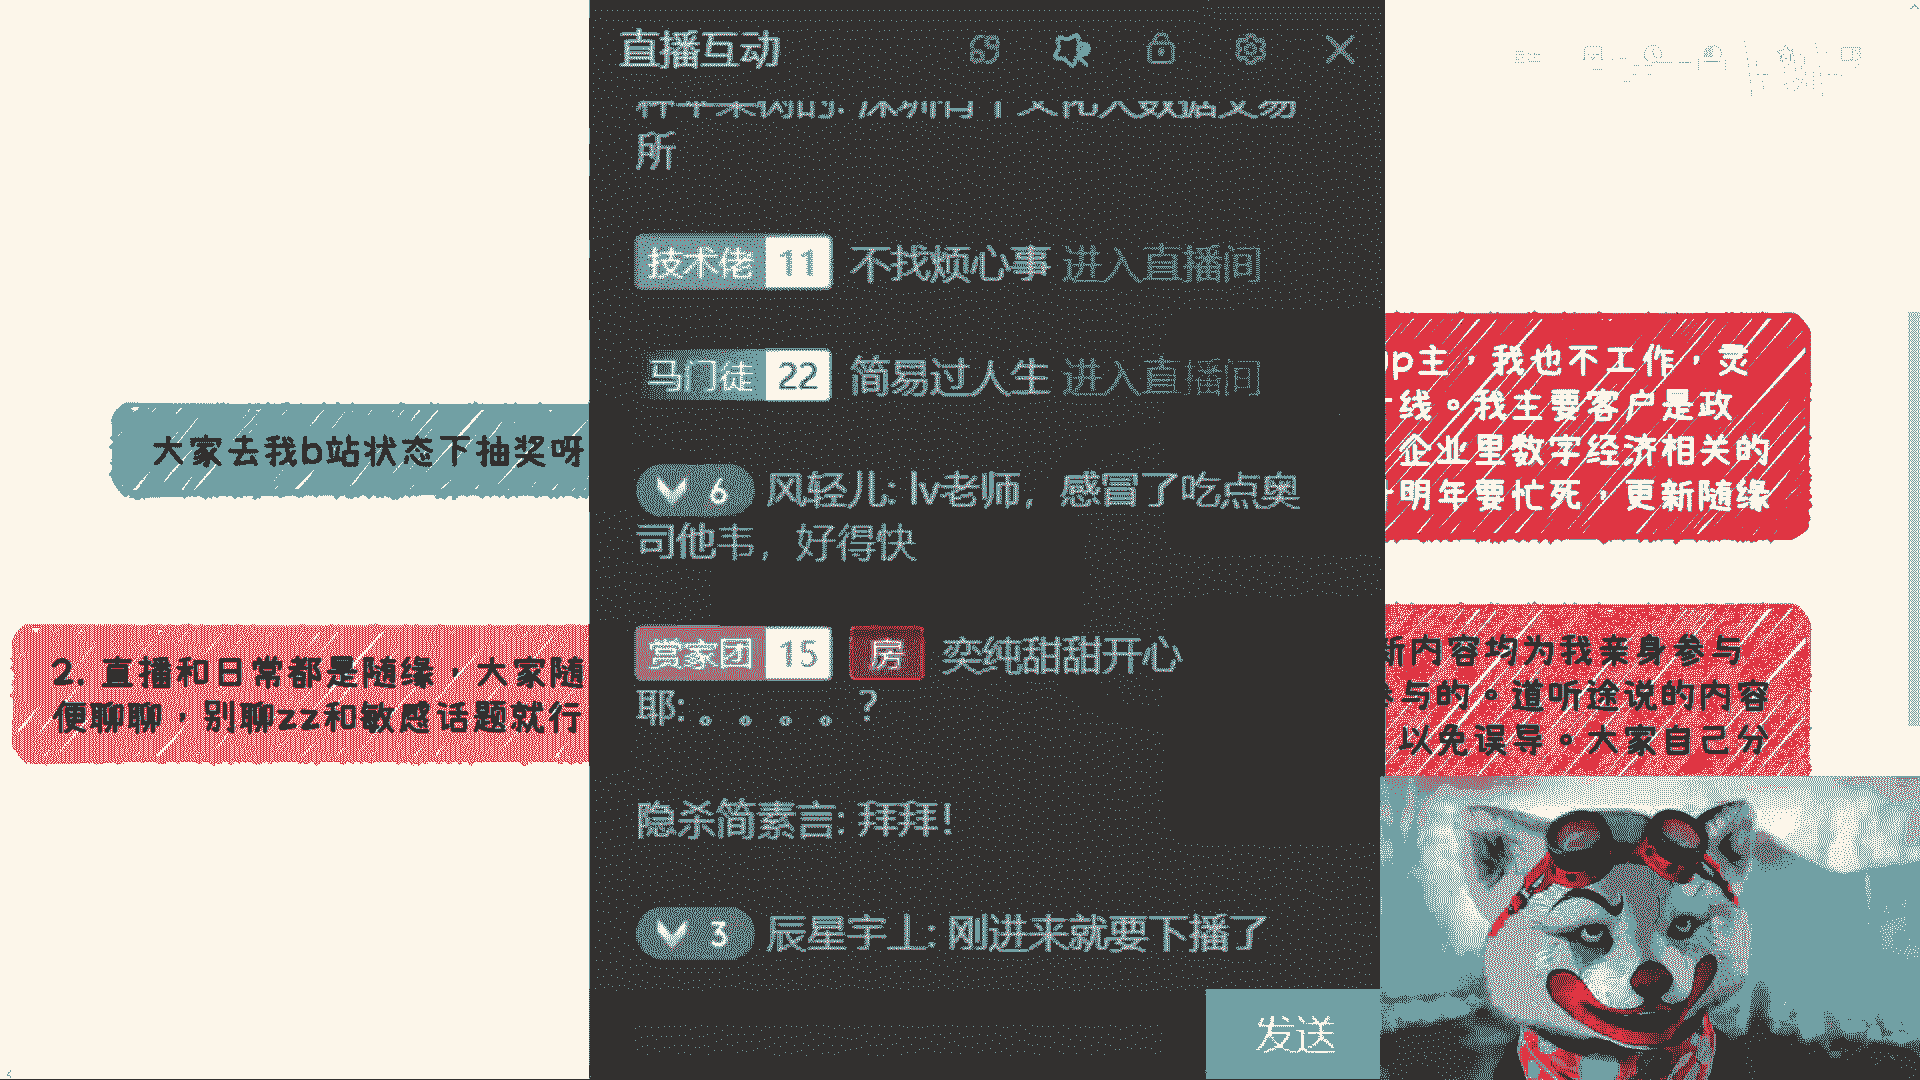 直播互动
所
技术佬 11 不找烦心事 进入直播间
马门徒 22 简易过人生 进入直播间
6 风轻儿: lv老师，感冒了吃点奥
司他韦，好得快
赏家团 15 房 奕纯甜甜开心
耶: 。。。。？
隐杀简素言: 拜拜!
3 辰星宇上: 刚进来就要下播了
发送
大家去我b站状态下抽奖呀
2. 直播和日常都是随缘，大家随
便聊聊，别聊zz和敏感话题就行
p主，我也不工作，灵
线。我主要客户是政
企业里数字经济相关的
明年要忙死，更新随缘
内容均为我亲身参与
与的。道听途说的内容
以免误导。大家自己分